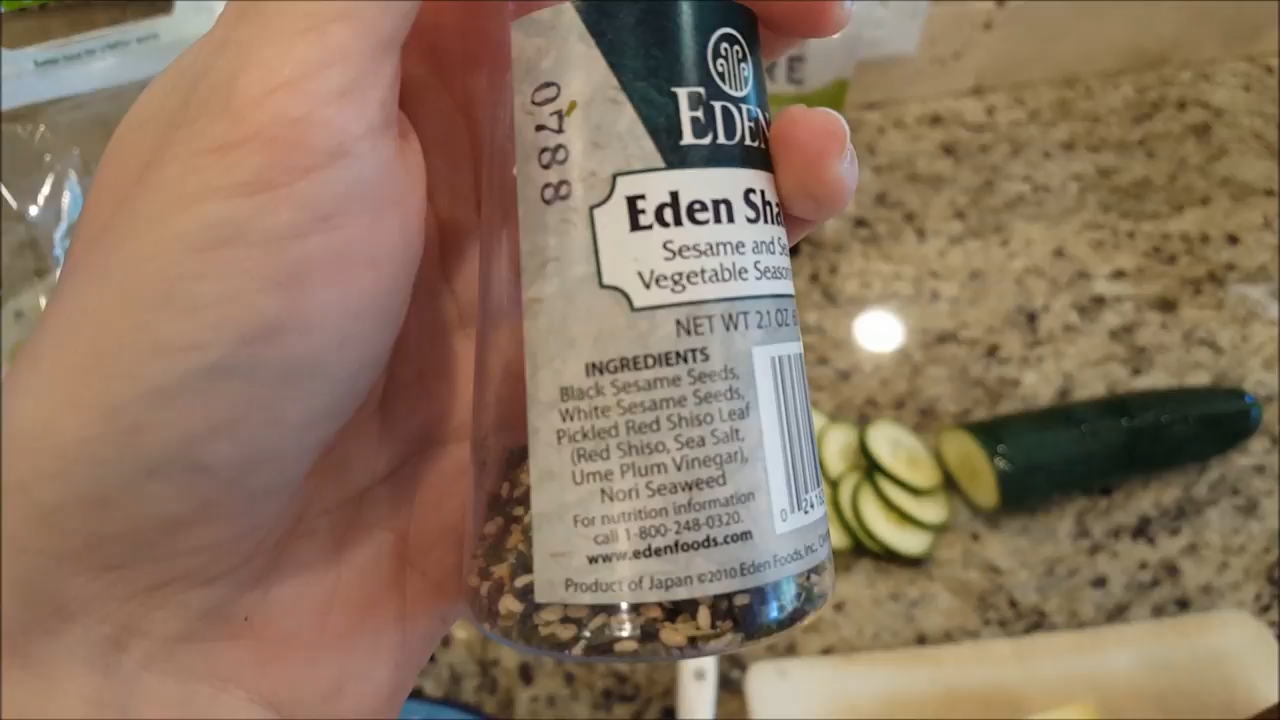 0788
EDEN
Eden Sha
Sesame and Se
Vegetable Season
NET WT 2.1 OZ
INGREDIENTS
Black Sesame Seeds,
White Sesame Seeds,
Pickled Red Shiso Leaf
(Red Shiso, Sea Salt,
Ume Plum Vinegar),
Nori Seaweed
For nutrition information
call 1-800-248-0320.
www.edenfoods.com
Product of Japan ©2010 Eden Foods, Inc.
0 2418